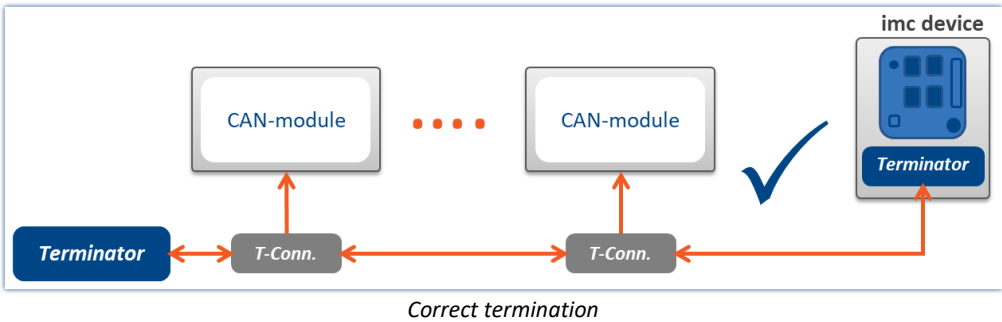 imc device
CAN-module
CAN-module
Terminator
Terminator
T-Conn.
T-Conn.
Correct termination